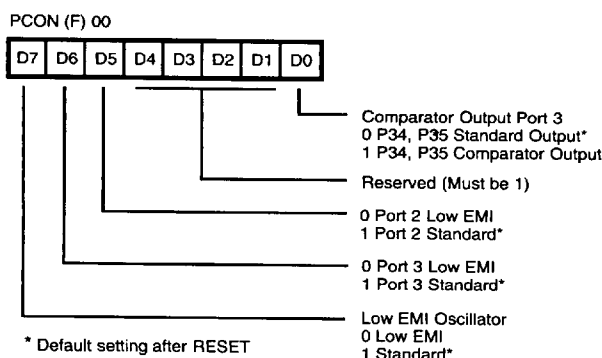 PCON (F) 00
D7 D6 D5 D4 D3 D2 D1 D0
Comparator Output Port 3
0 P34, P35 Standard Output*
1 P34, P35 Comparator Output
Reserved (Must be 1)
0 Port 2 Low EMI
1 Port 2 Standard*
0 Port 3 Low EMI
1 Port 3 Standard*
Low EMI Oscillator
0 Low EMI
1 Standard*
* Default setting after RESET